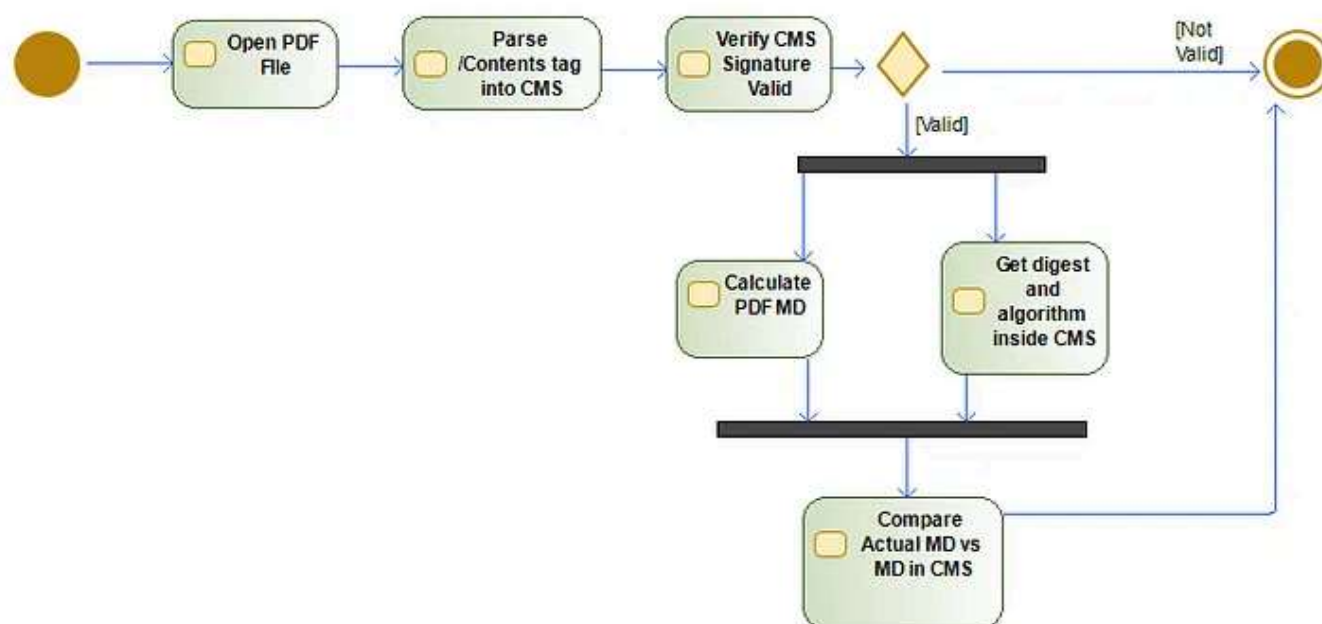 Open PDF
File
Parse
/Contents tag
into CMS
Verify CMS
Signature
Valid
[Not
Valid]
[Valid]
Calculate
PDF MD
Get digest
and
algorithm
inside CMS
Compare
Actual MD vs
MD in CMS